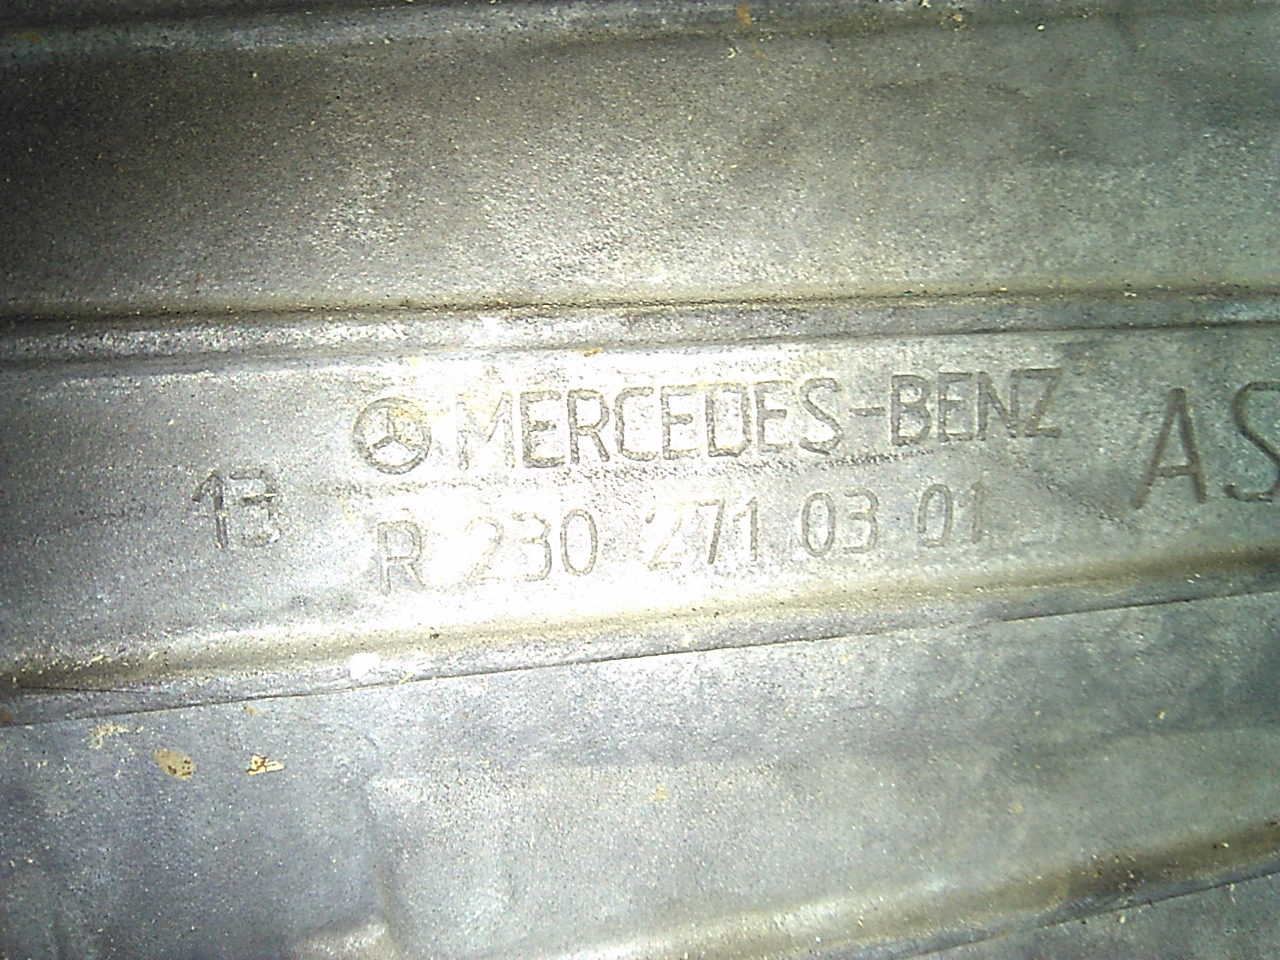 MERCEDES-BENZ
13
R 230 271 03 01
AS